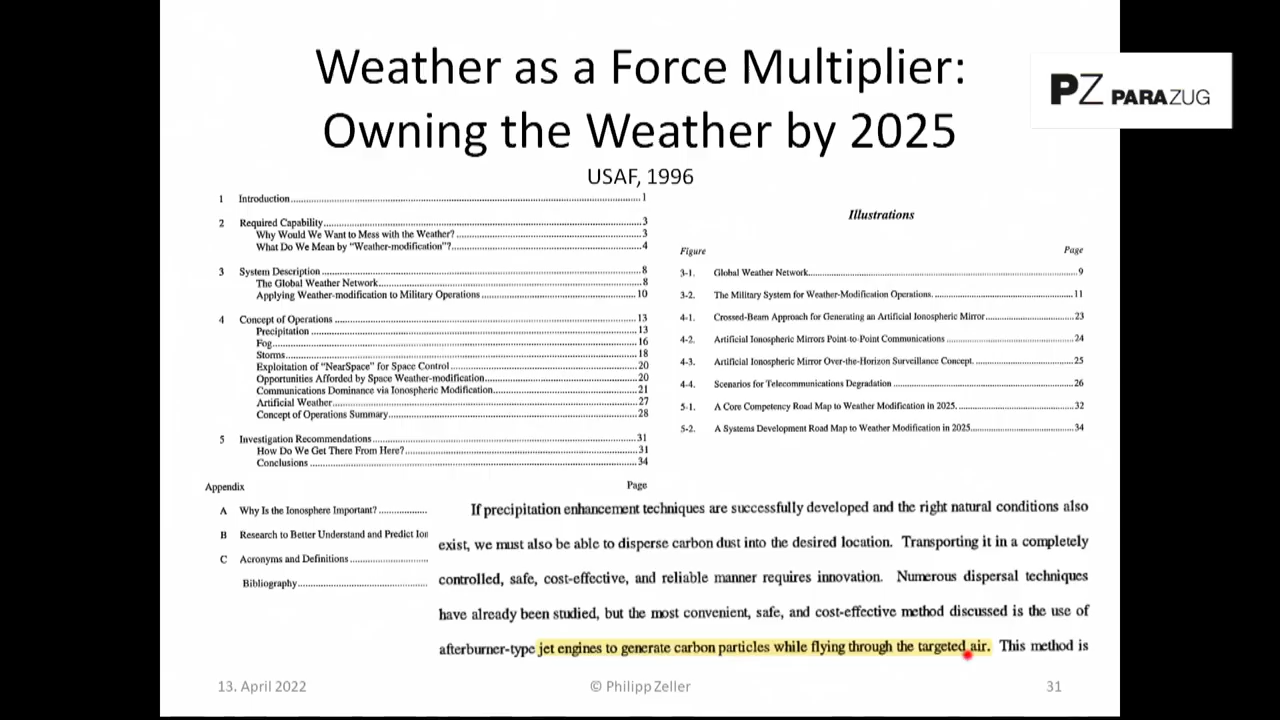 Weather as a Force Multiplier:
Owning the Weather by 2025
USAF, 1996
PZ PARAZUG
1 Introduction 1
2 Required Capability 3
Why Would We Want to Mess with the Weather? 3
What Do We Mean by “Weather-modification”? 4
3 System Description 8
The Global Weather Network 8
Applying Weather-modification to Military Operations 10
4 Concept of Operations 13
Precipitation 13
Fog 16
Storms 18
Exploitation of “NearSpace” for Space Control 20
Opportunities Afforded by Space Weather-modification 20
Communications Dominance via Ionospheric Modification 21
Artificial Weather 27
Concept of Operations Summary 28
5 Investigation Recommendations 31
How Do We Get There From Here? 31
Conclusions 34
Appendix Page
A Why Is the Ionosphere Important?
B Research to Better Understand and Predict Ion
C Acronyms and Definitions
Bibliography
Illustrations
Figure Page
3-1. Global Weather Network 9
3-2. The Military System for Weather-Modification Operations. 11
4-1. Crossed-Beam Approach for Generating an Artificial Ionospheric Mirror 23
4-2. Artificial Ionospheric Mirrors Point-to-Point Communications 24
4-3. Artificial Ionospheric Mirror Over-the-Horizon Surveillance Concept. 25
4-4. Scenarios for Telecommunications Degradation 26
5-1. A Core Competency Road Map to Weather Modification in 2025. 32
5-2. A Systems Development Road Map to Weather Modification in 2025 34
If precipitation enhancement techniques are successfully developed and the right natural conditions also
exist, we must also be able to disperse carbon dust into the desired location. Transporting it in a completely
controlled, safe, cost-effective, and reliable manner requires innovation. Numerous dispersal techniques
have already been studied, but the most convenient, safe, and cost-effective method discussed is the use of
afterburner-type jet engines to generate carbon particles while flying through the targeted air. This method is
13. April 2022
© Philipp Zeller
31